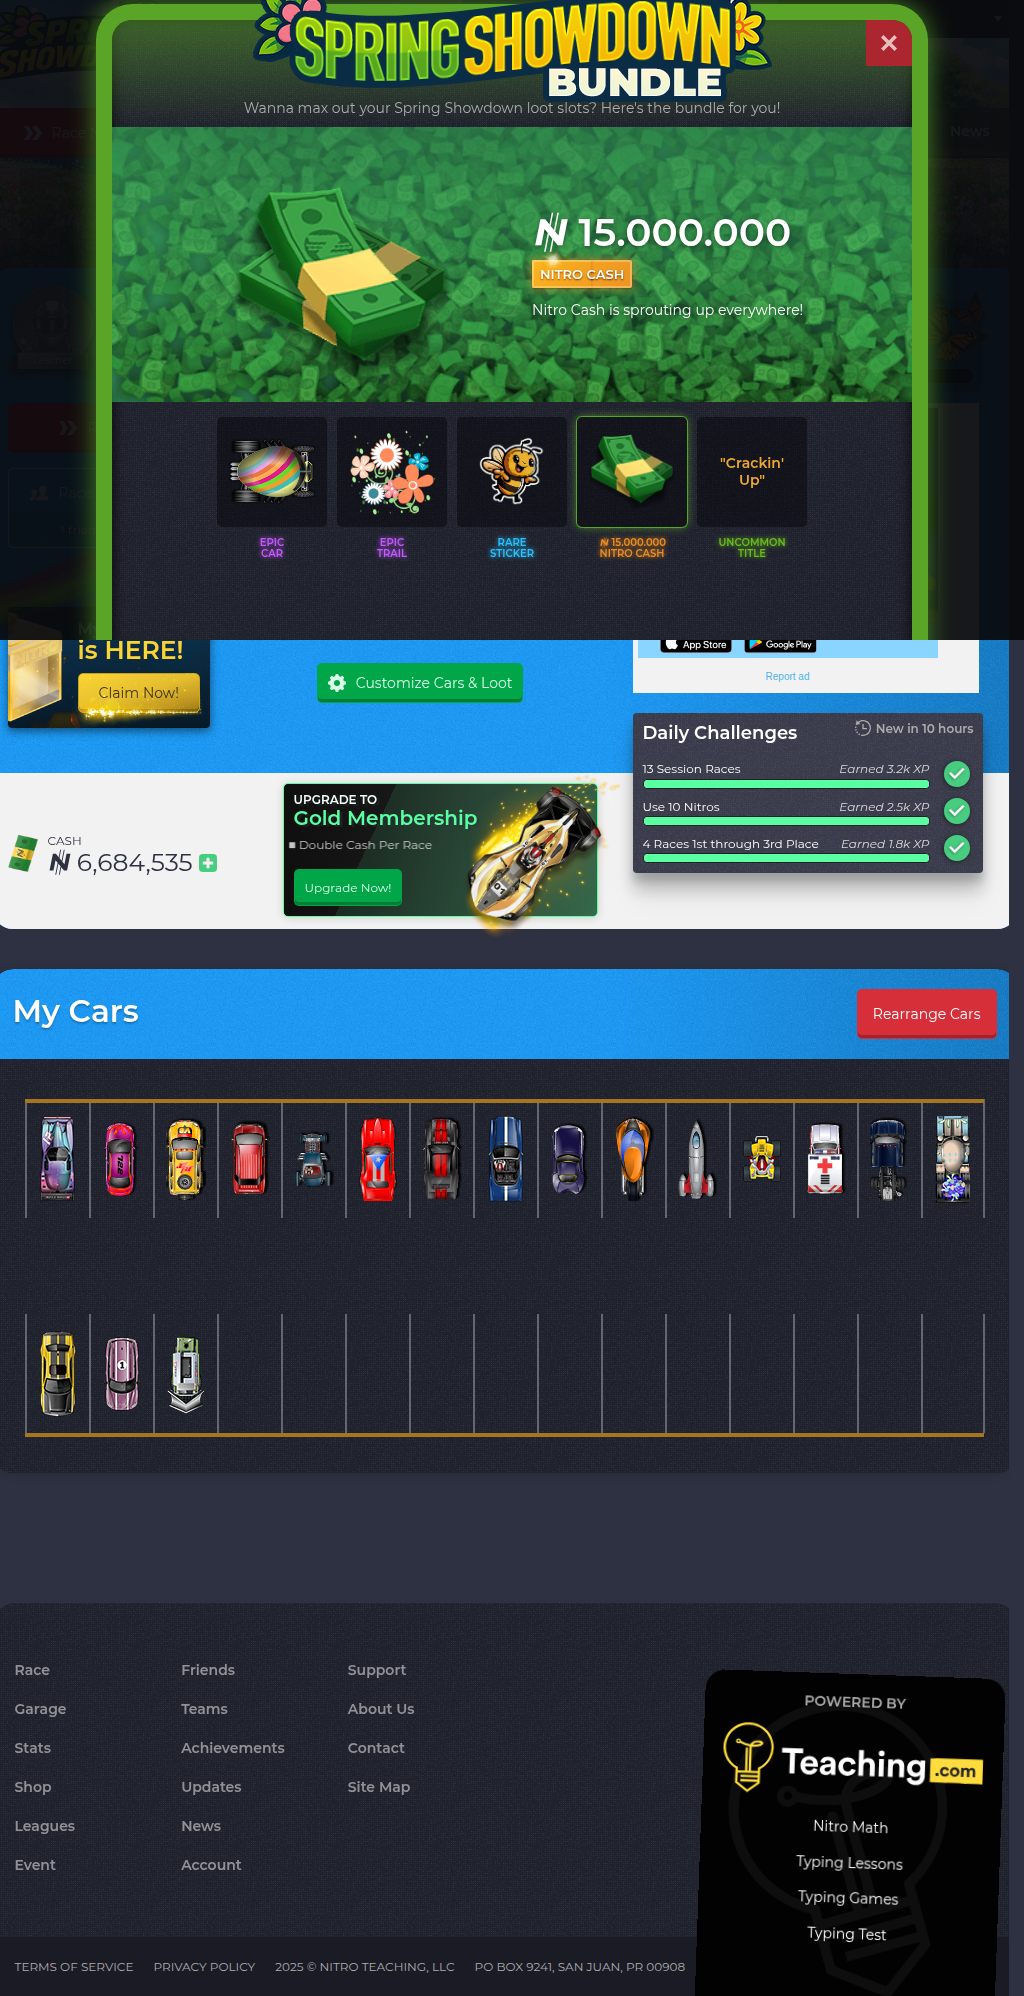 SPRING SHOWDOWN
BUNDLE
Wanna max out your Spring Showdown loot slots? Here's the bundle for you!
News
15.000.000
NITRO CASH
Nitro Cash is sprouting up everywhere!
"Crackin'
Up"
EPIC
CAR
EPIC
TRAIL
RARE
STICKER
15.000.000
NITRO CASH
UNCOMMON
TITLE
is HERE!
Claim Now!
Customize Cars & Loot
App Store
Google Play
Report ad
Daily Challenges
New in 10 hours
13 Session Races
Earned 3.2k XP
Use 10 Nitros
Earned 2.5k XP
4 Races 1st through 3rd Place
Earned 1.8k XP
CASH
6,684,535
UPGRADE TO
Gold Membership
Double Cash Per Race
Upgrade Now!
My Cars
Rearrange Cars
Race
Garage
Stats
Shop
Leagues
Event
Friends
Teams
Achievements
Updates
News
Account
Support
About Us
Contact
Site Map
POWERED BY
Teaching.com
Nitro Math
Typing Lessons
Typing Games
Typing Test
TERMS OF SERVICE
PRIVACY POLICY
2025 © NITRO TEACHING, LLC
PO BOX 9241, SAN JUAN, PR 00908